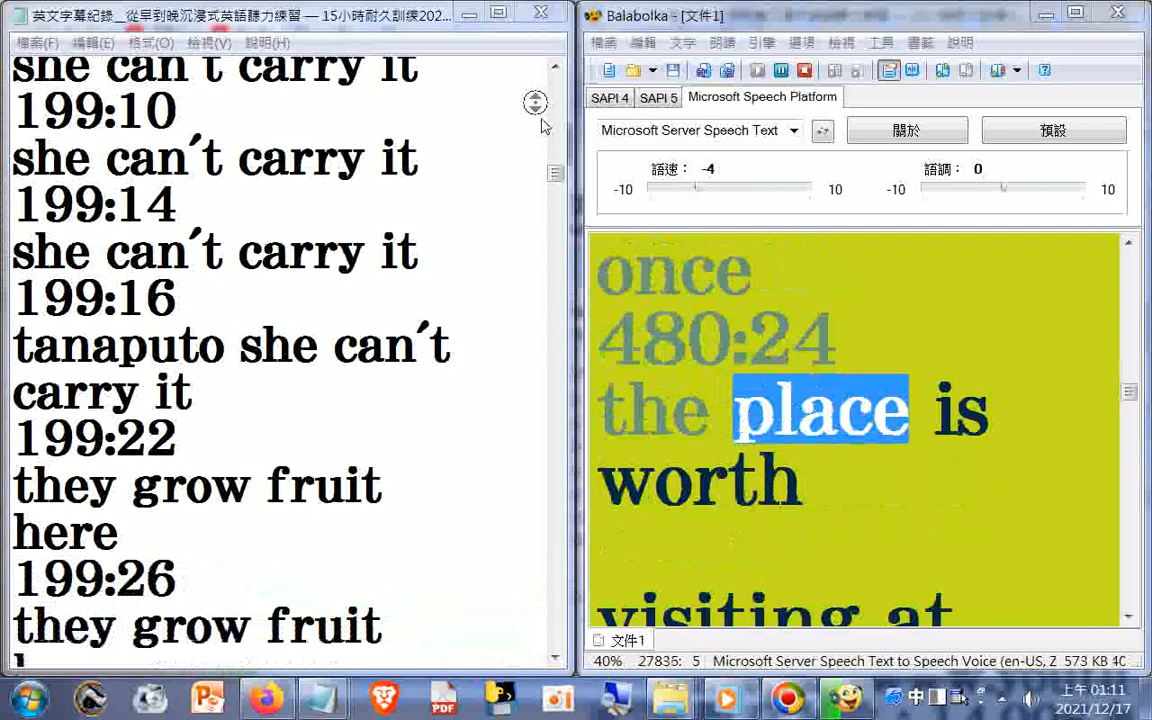 英文字幕紀錄__從早到晚沉浸式英語聽力練習 — 15小時耐久訓練202...
檔案(F) 編輯(E) 格式(O) 檢視(V) 說明(H)
she can't carry it
199:10
she can't carry it
199:14
she can't carry it
199:16
tanaputo she can't
carry it
199:22
they grow fruit
here
199:26
they grow fruit
Balabolka - [文件1]
檔案 編輯 文字 朗讀 引擎 選項 檢視 工具 書籤 說明
SAPI 4 SAPI 5 Microsoft Speech Platform
Microsoft Server Speech Text 關於 預設
語速： -4 語調： 0
-10 10 -10 10
once
480:24
the place is
worth
visiting at
文件1
40% 27835: 5 Microsoft Server Speech Text to Speech Voice (en-US, Z 573 KB
中 上午 01:11
2021/12/17